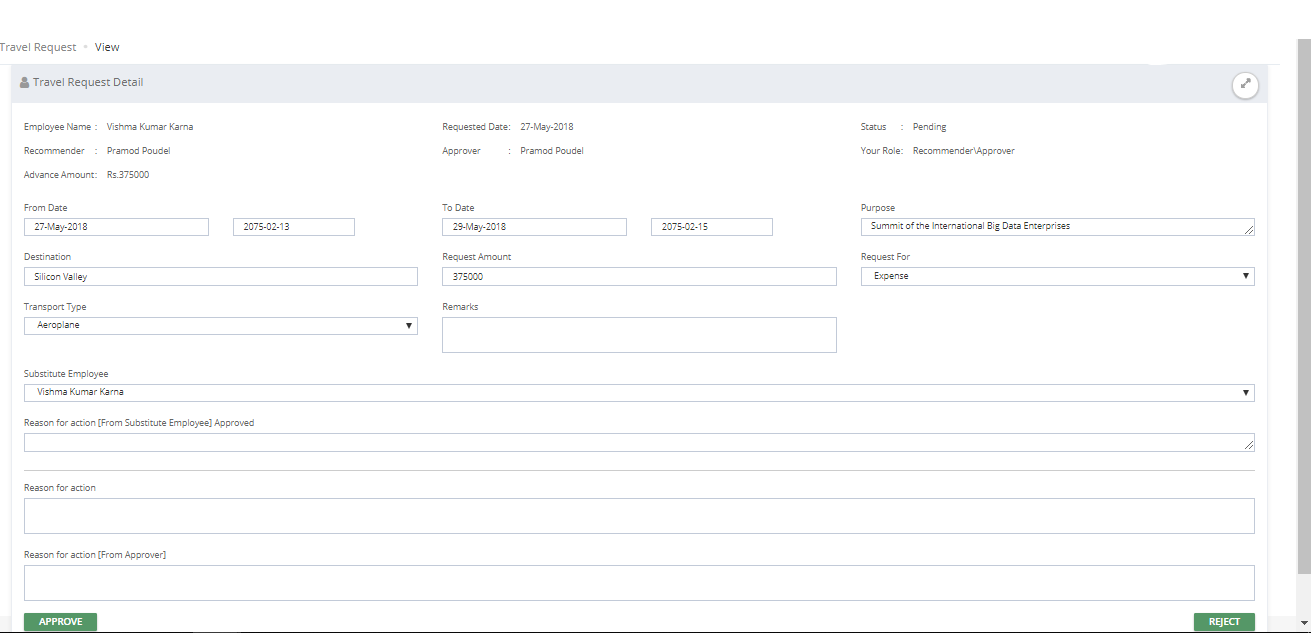 Travel Request • View
Travel Request Detail
Employee Name : Vishma Kumar Karna Requested Date: 27-May-2018 Status : Pending
Recommender : Pramod Poudel Approver : Pramod Poudel Your Role: Recommender\Approver
Advance Amount: Rs.375000
From Date To Date Purpose
27-May-2018 2075-02-13 29-May-2018 2075-02-15 Summit of the International Big Data Enterprises
Destination Request Amount Request For
Silicon Valley 375000 Expense
Transport Type Remarks
Aeroplane
Substitute Employee
Vishma Kumar Karna
Reason for action [From Substitute Employee] Approved
Reason for action
Reason for action [From Approver]
APPROVE REJECT